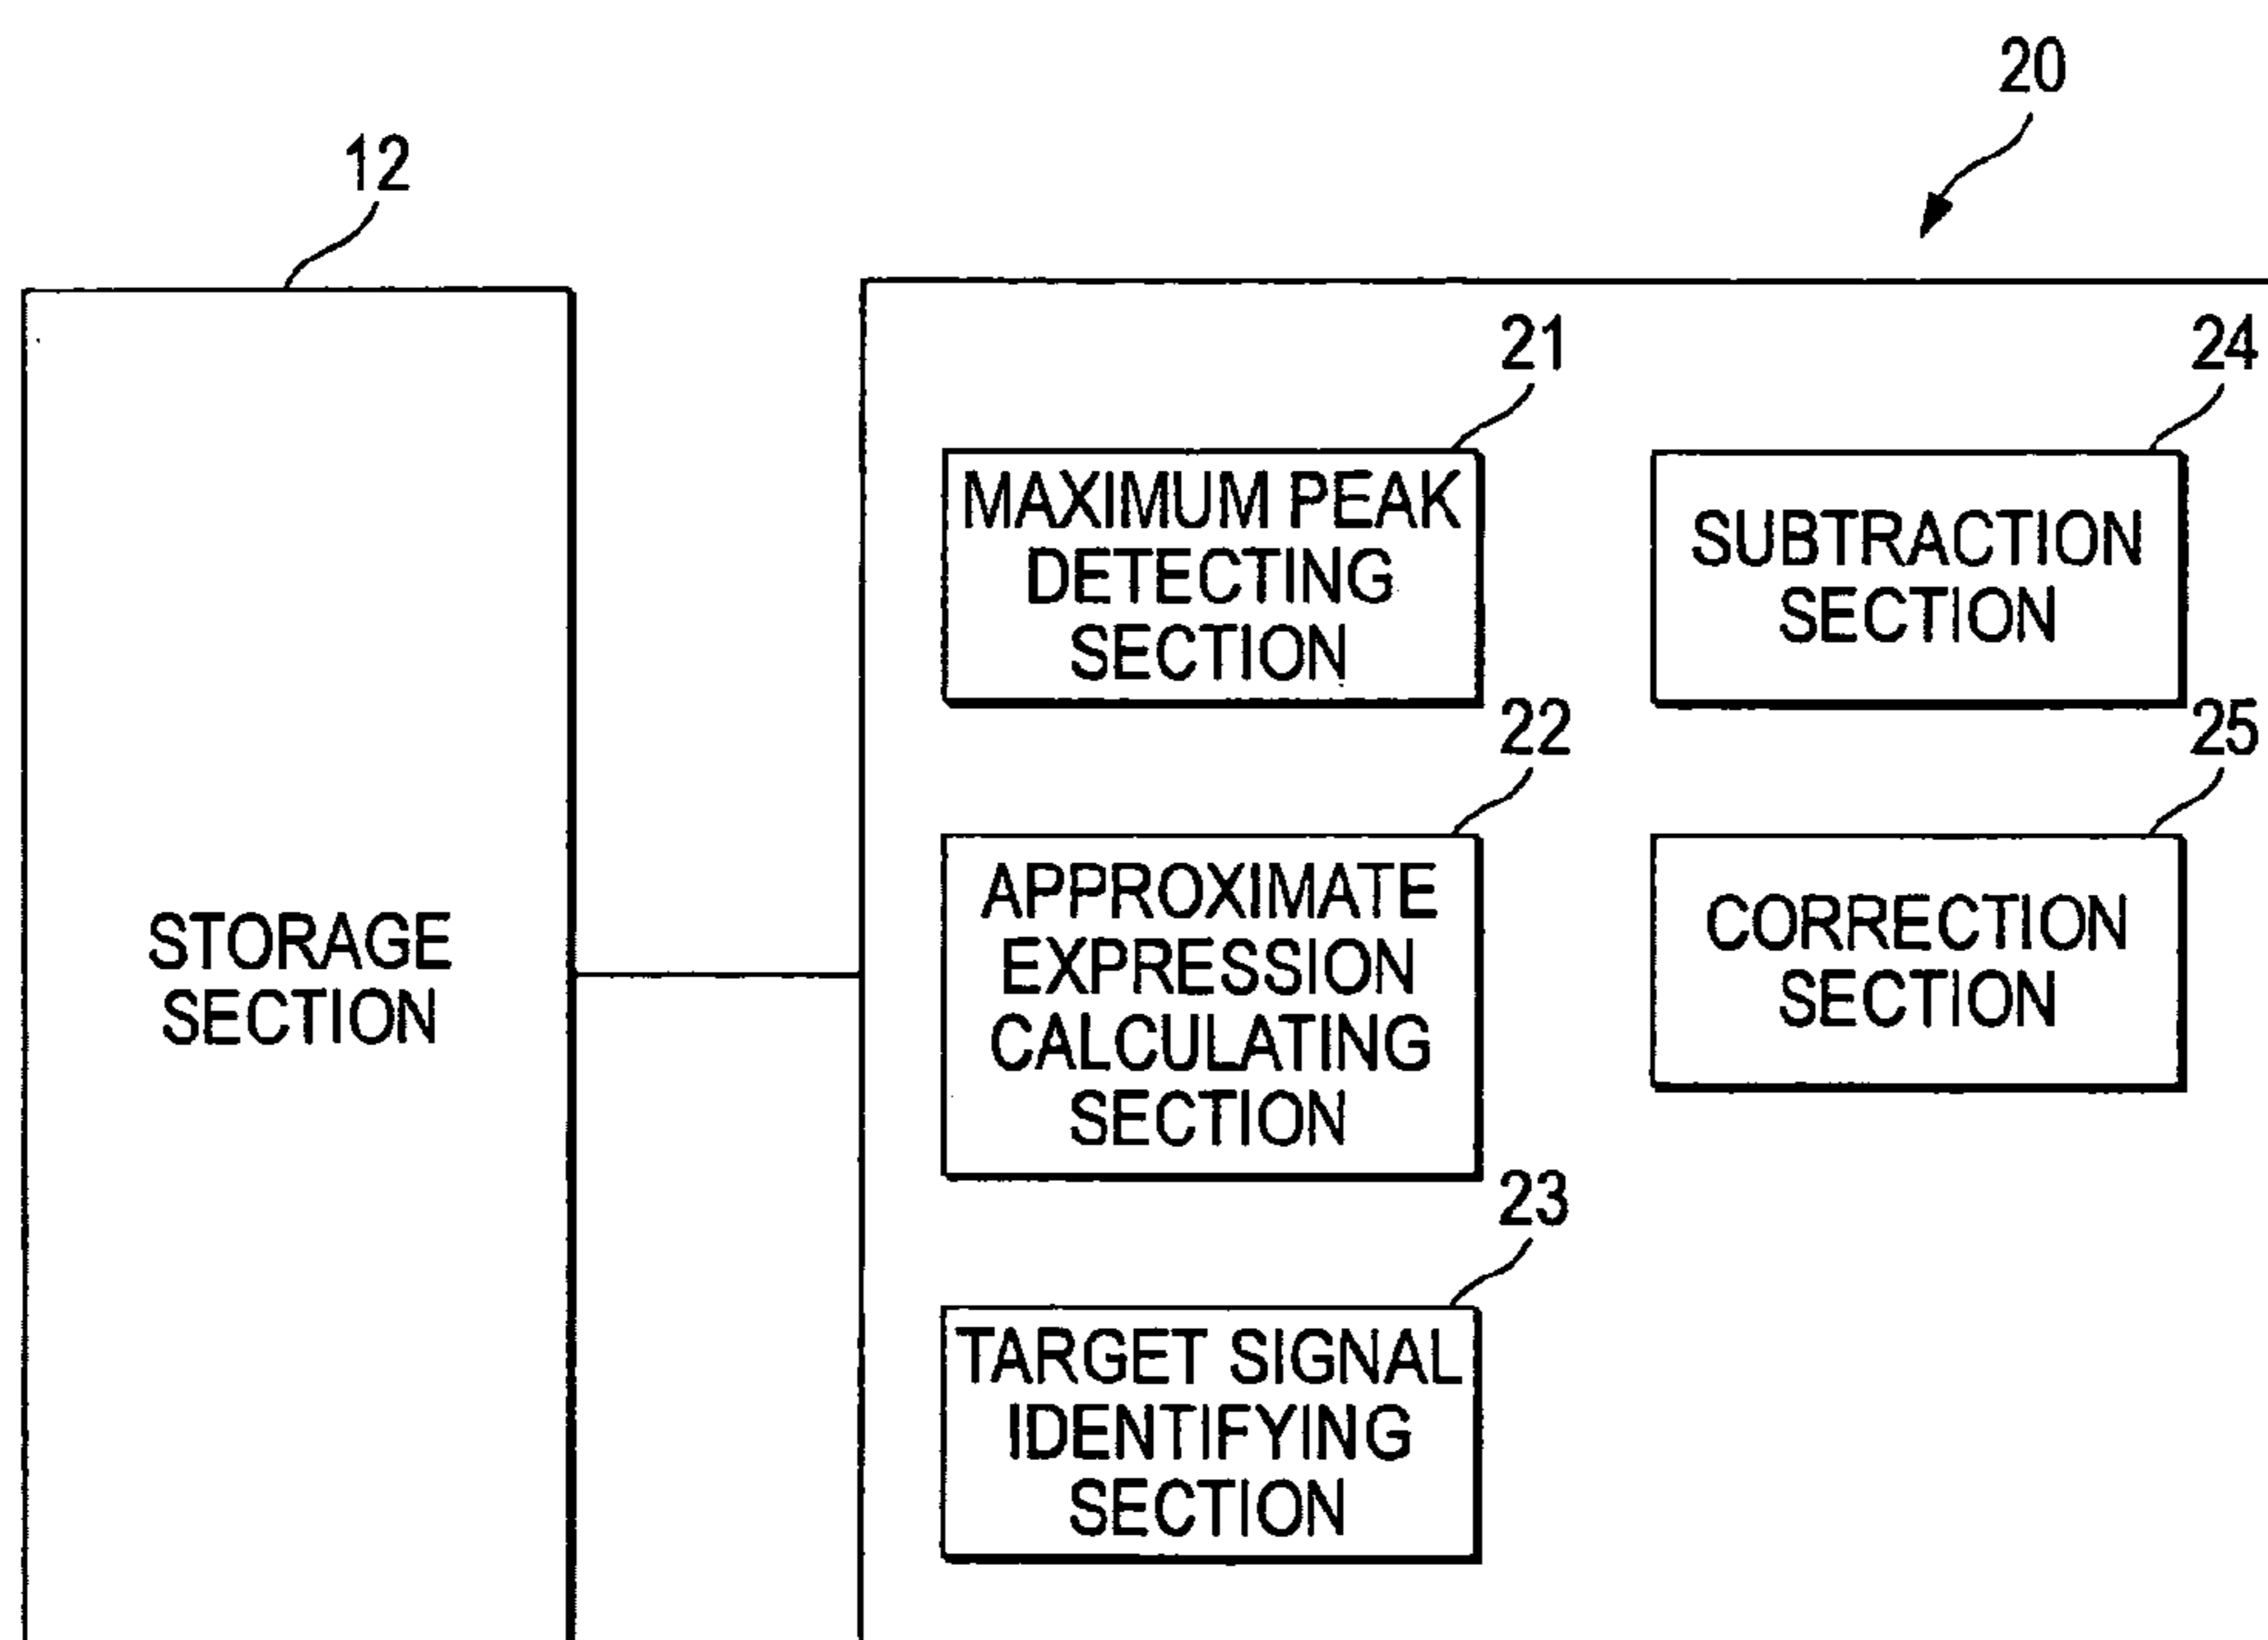 20
12
21
24
MAXIMUM PEAK
DETECTING
SECTION
SUBTRACTION
SECTION
22
25
APPROXIMATE
EXPRESSION
CALCULATING
SECTION
CORRECTION
SECTION
STORAGE
SECTION
23
TARGET SIGNAL
IDENTIFYING
SECTION